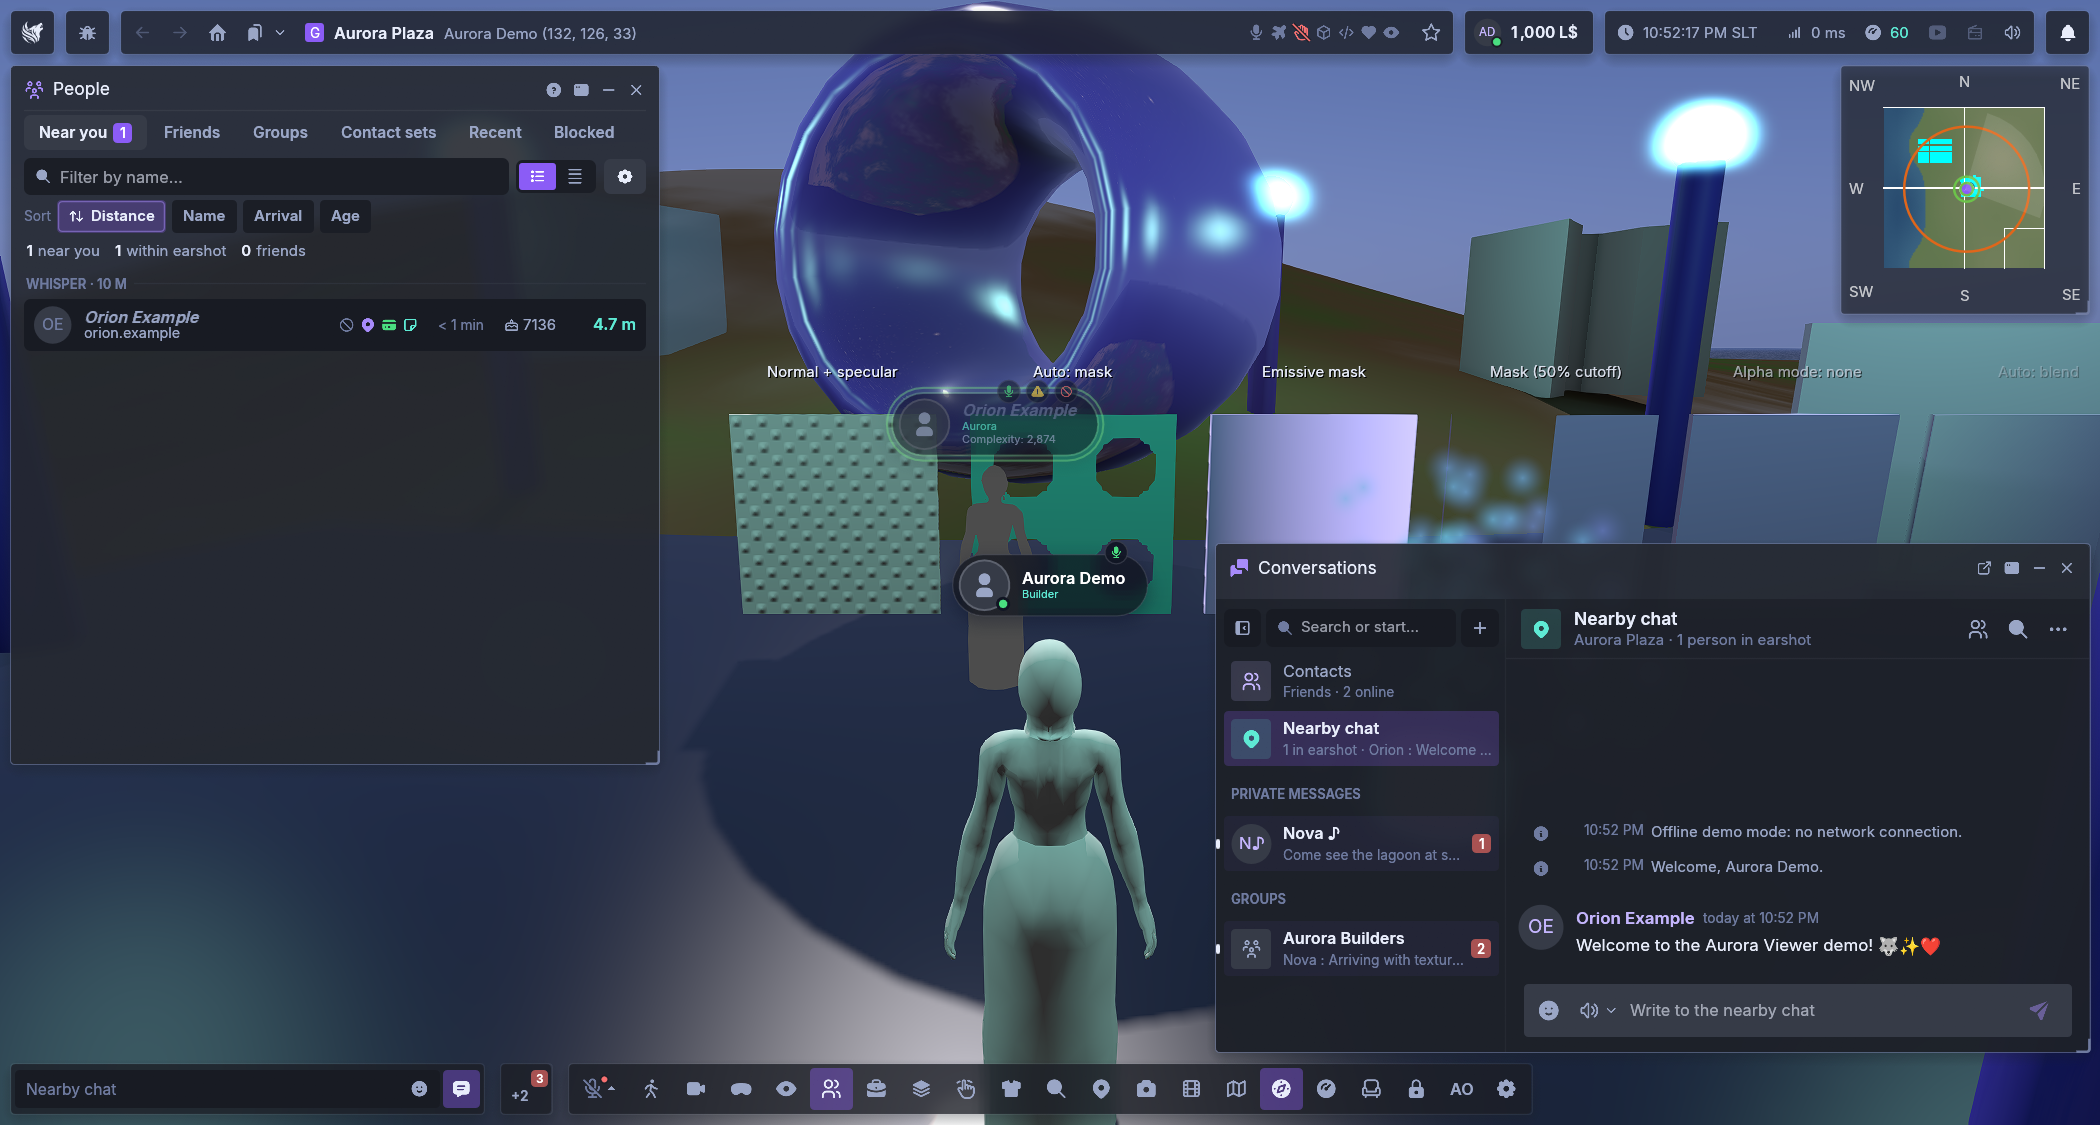 G Aurora Plaza Aurora Demo (132, 126, 33)
AD 1,000 L$
10:52:17 PM SLT 0 ms 60
People
Near you 1 Friends Groups Contact sets Recent Blocked
Filter by name...
Sort Distance Name Arrival Age
1 near you 1 within earshot 0 friends
WHISPER · 10 M
OE Orion Example
orion.example
< 1 min 7136 4.7 m
NW N NE
W E
SW S SE
Normal + specular Auto: mask Emissive mask Mask (50% cutoff) Alpha mode: none Auto: blend
Orion Example
Aurora
Complexity: 2,874
Aurora Demo
Builder
Conversations
Search or start...
Contacts
Friends · 2 online
Nearby chat
1 in earshot · Orion : Welcome ...
PRIVATE MESSAGES
N♪ Nova ♪
Come see the lagoon at s... 1
GROUPS
Aurora Builders
Nova : Arriving with textur... 2
Nearby chat
Aurora Plaza · 1 person in earshot
10:52 PM Offline demo mode: no network connection.
10:52 PM Welcome, Aurora Demo.
OE Orion Example today at 10:52 PM
Welcome to the Aurora Viewer demo! 🐺✨❤️
Write to the nearby chat
Nearby chat
+2 3
AO